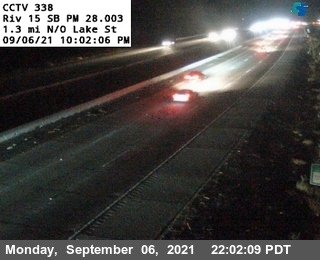 CCTV 338
Riv 15 SB PM 28.003
1.3 mi N/O Lake St
09/06/21 10:02:06 PM
Monday, September 06, 2021 22:02:09 PDT